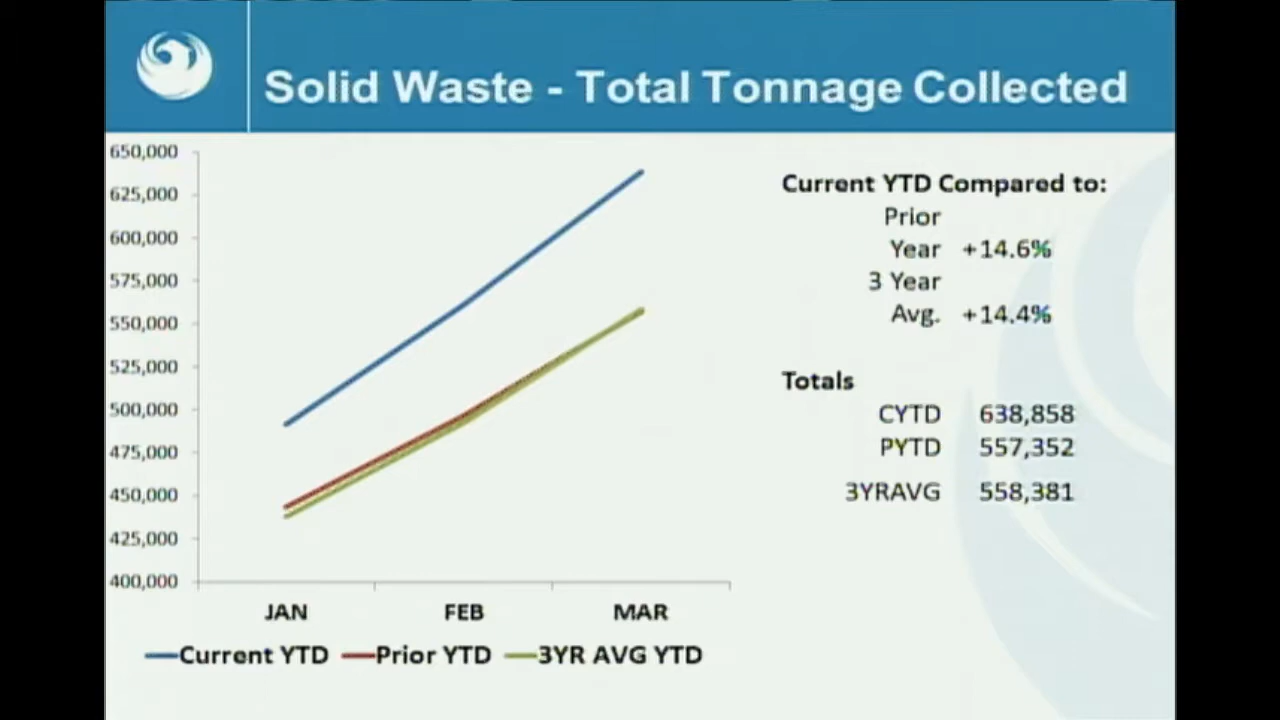 Solid Waste - Total Tonnage Collected
650,000
625,000
600,000
575,000
550,000
525,000
500,000
475,000
450,000
425,000
400,000
JAN FEB MAR
Current YTD Prior YTD 3YR AVG YTD
Current YTD Compared to:
Prior
Year +14.6%
3 Year
Avg. +14.4%
Totals
CYTD 638,858
PYTD 557,352
3YRAVG 558,381